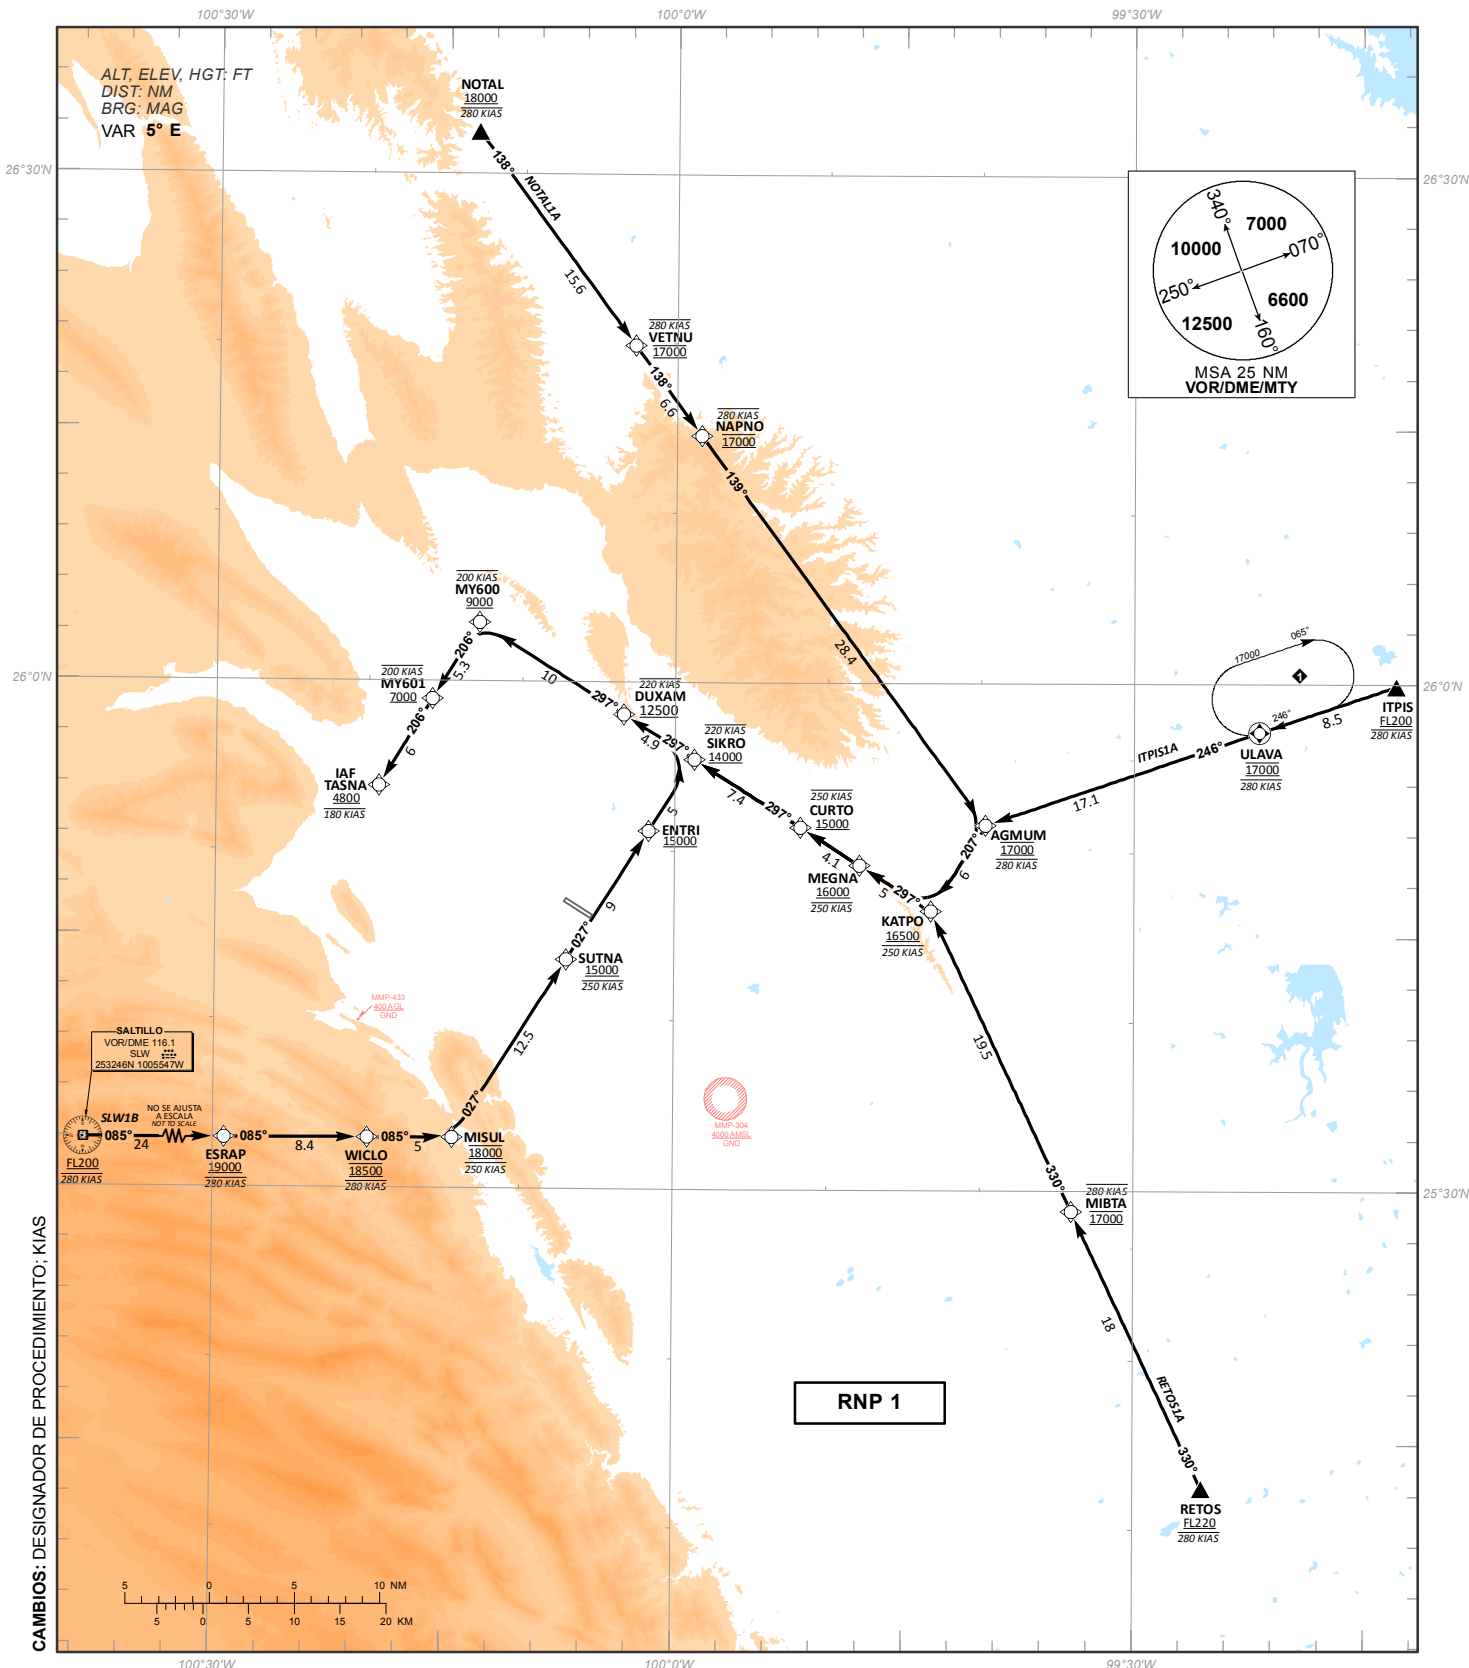 100°30'W
100°0'W
99°30'W
ALT, ELEV, HGT: FT
DIST: NM
BRG: MAG
VAR 5° E
NOTAL
18000
280 KIAS
138°
NOTAL1A
15.6
26°30'N
26°30'N
340°
7000
10000
070°
250°
6600
12500
160°
MSA 25 NM
VOR/DME/MTY
280 KIAS
VETNU
17000
138°
6.6
280 KIAS
NAPNO
17000
139°
28.4
200 KIAS
MY600
9000
206°
5.3
10
297°
200 KIAS
MY601
7000
206°
6
IAF
TASNA
4800
180 KIAS
26°0'N
26°0'N
220 KIAS
DUXAM
12500
297°
4.9
220 KIAS
SIKRO
14000
7.4
297°
250 KIAS
CURTO
15000
4.1
MEGNA
16000
250 KIAS
297°
5
KATPO
16500
250 KIAS
AGMUM
17000
280 KIAS
207°
6
17.1
ITPIS1A
246°
17000
065°
1
246°
8.5
ULAVA
17000
280 KIAS
ITPIS
FL200
280 KIAS
ENTRI
15000
5
9
027°
SUTNA
15000
250 KIAS
12.5
027°
MMP-433
400 AGL
GND
SALTILLO
VOR/DME 116.1
SLW
253246N 1005547W
SLW1B
NO SE AJUSTA
A ESCALA
NOT TO SCALE
085°
24
FL200
280 KIAS
085°
8.4
ESRAP
19000
280 KIAS
085°
5
WICLO
18500
280 KIAS
MISUL
18000
250 KIAS
MMP-304
4000 AMSL
GND
19.5
330°
280 KIAS
MIBTA
17000
25°30'N
18
RETOS1A
330°
RETOS
FL220
280 KIAS
RNP 1
CAMBIOS: DESIGNADOR DE PROCEDIMIENTO; KIAS
5 0 5 10 NM
5 0 5 10 15 20 KM
100°30'W
100°0'W
99°30'W